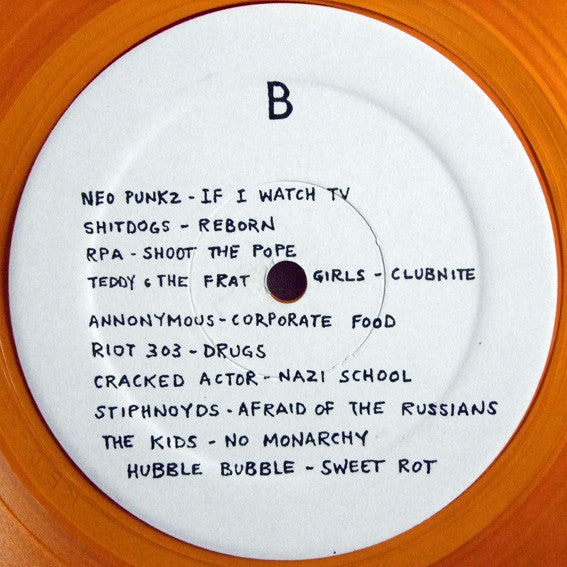 B
NEO PUNKZ - IF I WATCH TV
SHITDOGS - REBORN
RPA - SHOOT THE POPE
TEDDY & THE FRAT GIRLS - CLUBNITE
ANNONYMOUS - CORPORATE FOOD
RIOT 303 - DRUGS
CRACKED ACTOR - NAZI SCHOOL
STIPHNOYDS - AFRAID OF THE RUSSIANS
THE KIDS - NO MONARCHY
HUBBLE BUBBLE - SWEET ROT